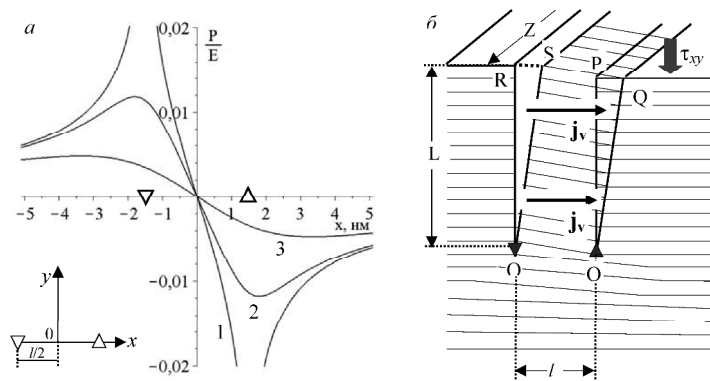 а
P
E
0,02
0,01
-5 -4 -3 -2 -1
1 2 3 4 5
x, нм
-0,01
-0,02
1
2
3
y
0
x
l/2
б
Z
S
R
P
Q
τxy
jv
jv
L
O
O
l